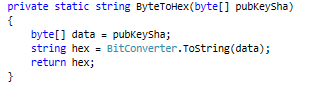 private static string ByteToHex(byte[] pubKeySha)
{
    byte[] data = pubKeySha;
    string hex = BitConverter.ToString(data);
    return hex;
}